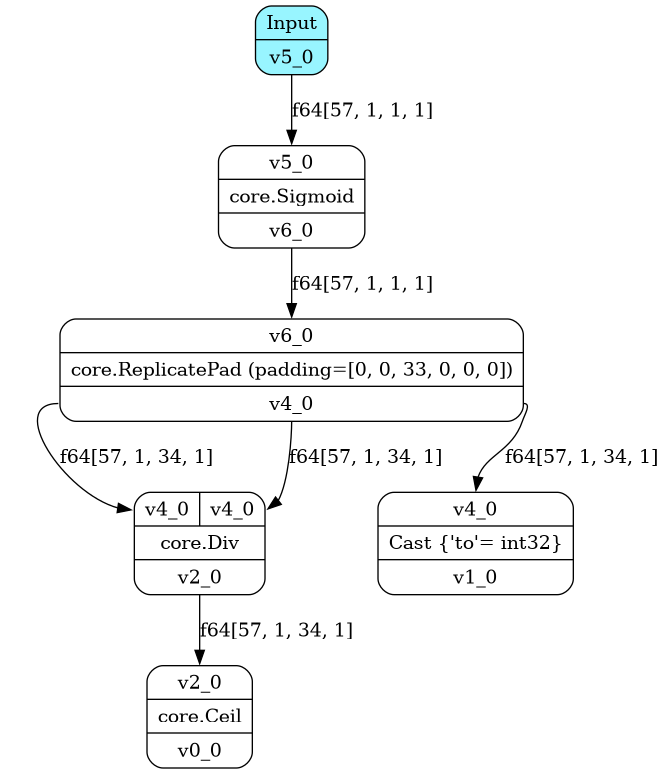 Input
v5_0
f64[57, 1, 1, 1]
v5_0
core.Sigmoid
v6_0
f64[57, 1, 1, 1]
v6_0
core.ReplicatePad (padding=[0, 0, 33, 0, 0, 0])
v4_0
f64[57, 1, 34, 1]
f64[57, 1, 34, 1]
f64[57, 1, 34, 1]
v4_0 v4_0
core.Div
v2_0
v4_0
Cast {'to'= int32}
v1_0
f64[57, 1, 34, 1]
v2_0
core.Ceil
v0_0